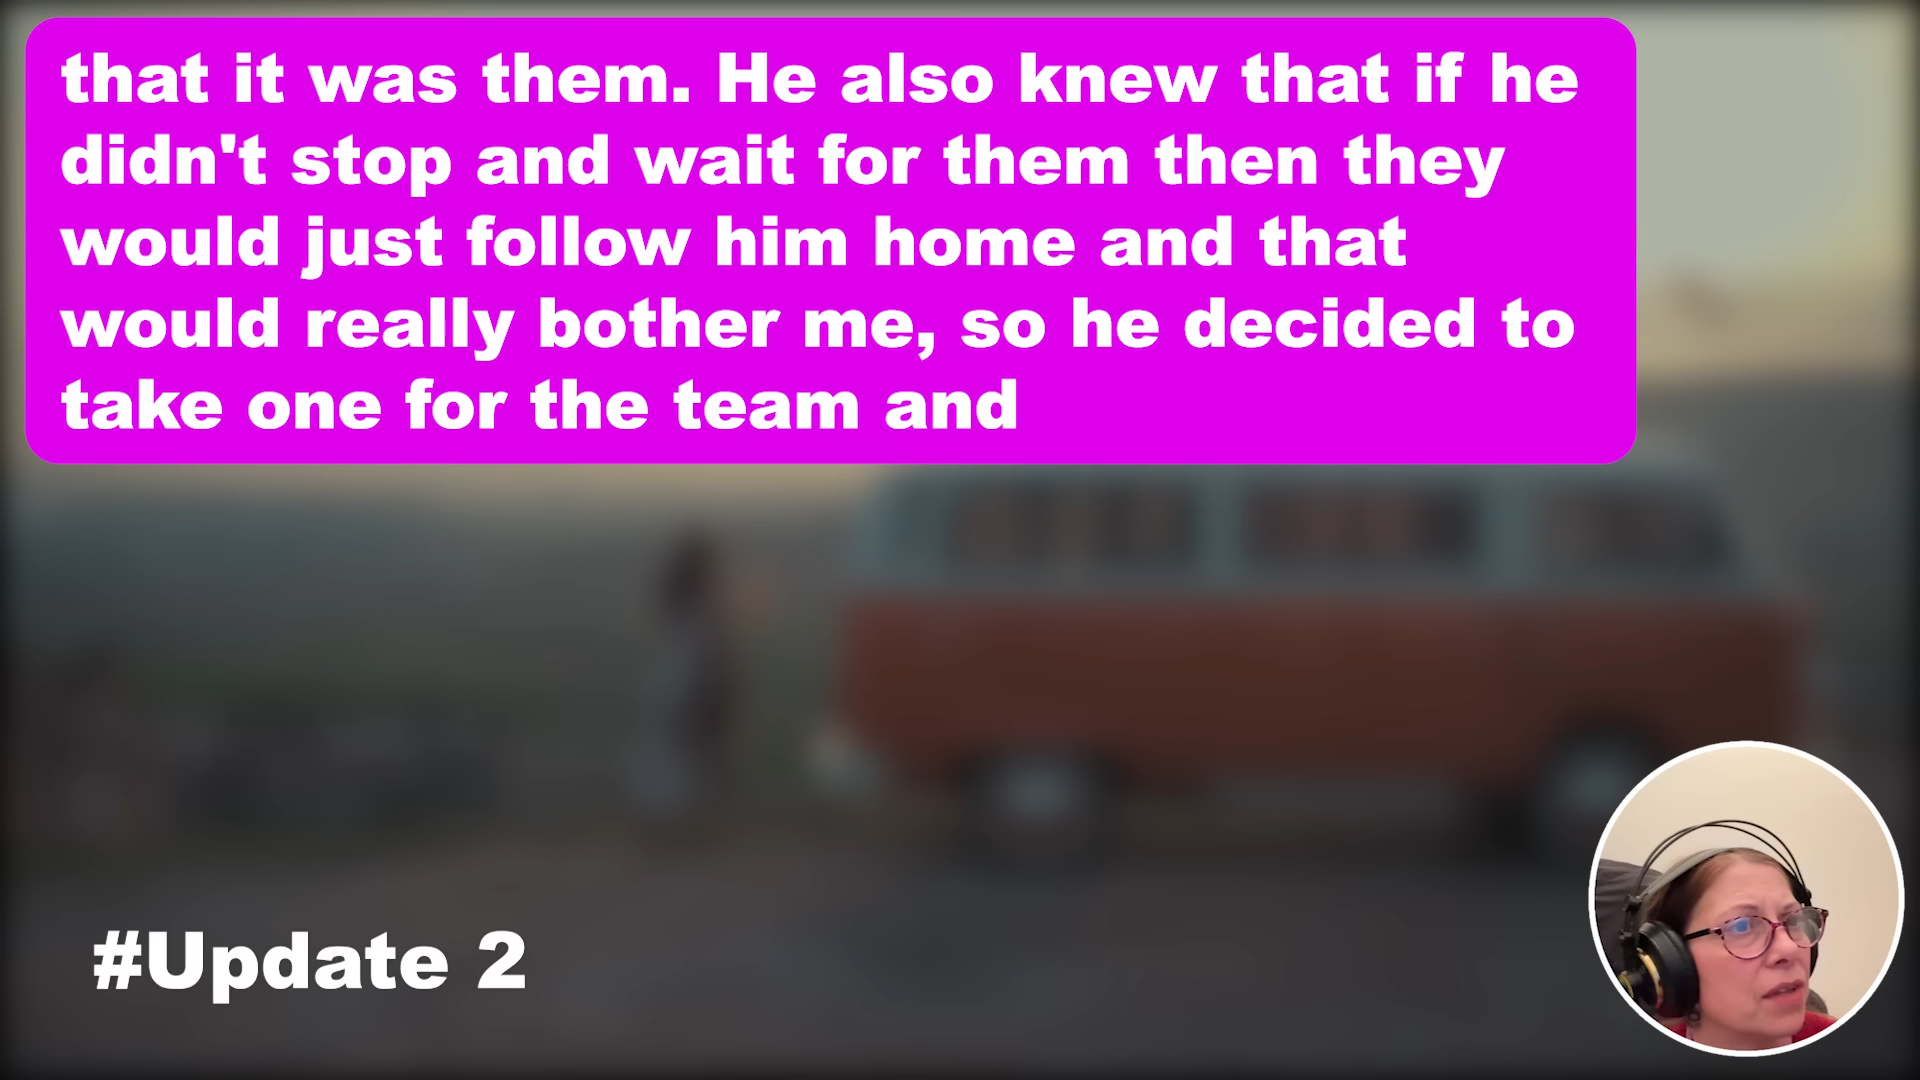 that it was them. He also knew that if he
didn't stop and wait for them then they
would just follow him home and that
would really bother me, so he decided to
take one for the team and
#Update 2